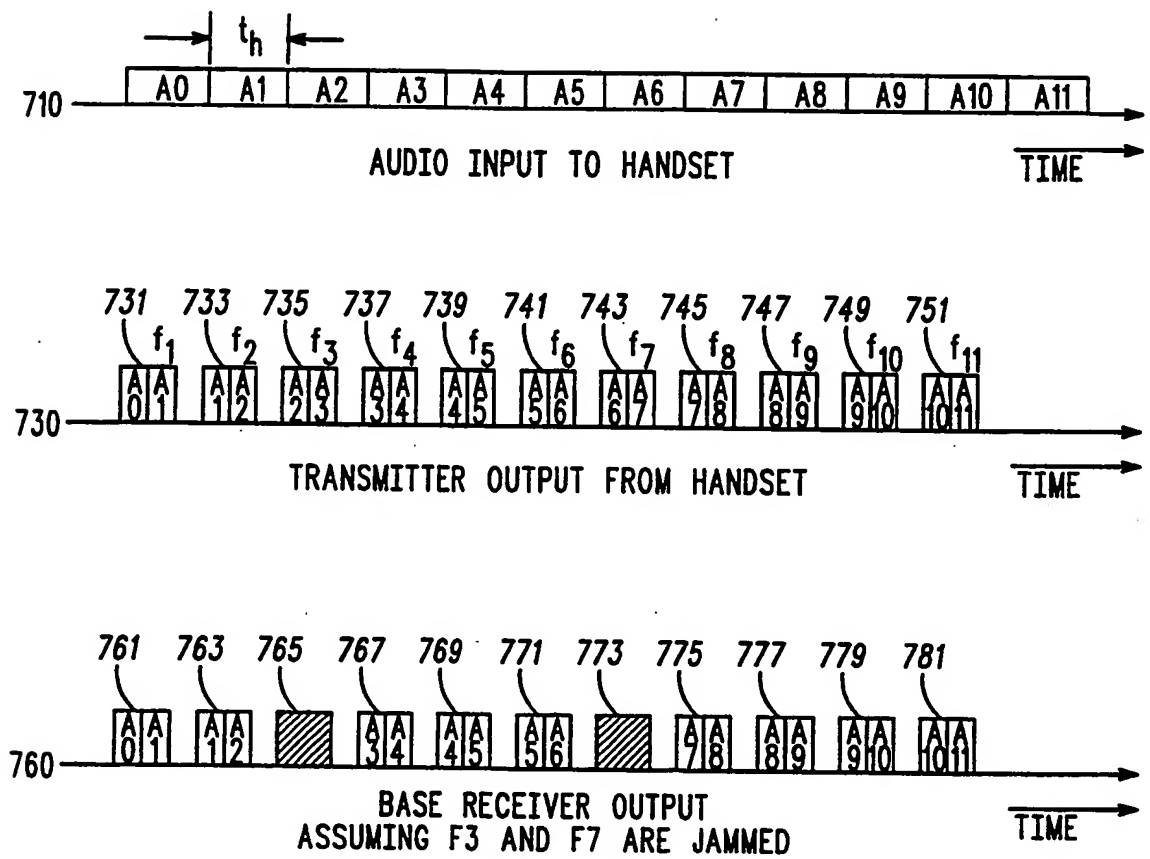 t_h
710 A0 A1 A2 A3 A4 A5 A6 A7 A8 A9 A10 A11
AUDIO INPUT TO HANDSET TIME
731 733 735 737 739 741 743 745 747 749 751
f1 f2 f3 f4 f5 f6 f7 f8 f9 f10 f11
730 A0 A1 A1 A2 A2 A3 A3 A4 A4 A5 A5 A6 A6 A7 A7 A8 A8 A9 A9 A10 A10 A11
TRANSMITTER OUTPUT FROM HANDSET TIME
761 763 765 767 769 771 773 775 777 779 781
760 A0 A1 A1 A2 A3 A4 A4 A5 A5 A6 A7 A8 A8 A9 A9 A10 A10 A11
BASE RECEIVER OUTPUT
ASSUMING F3 AND F7 ARE JAMMED TIME